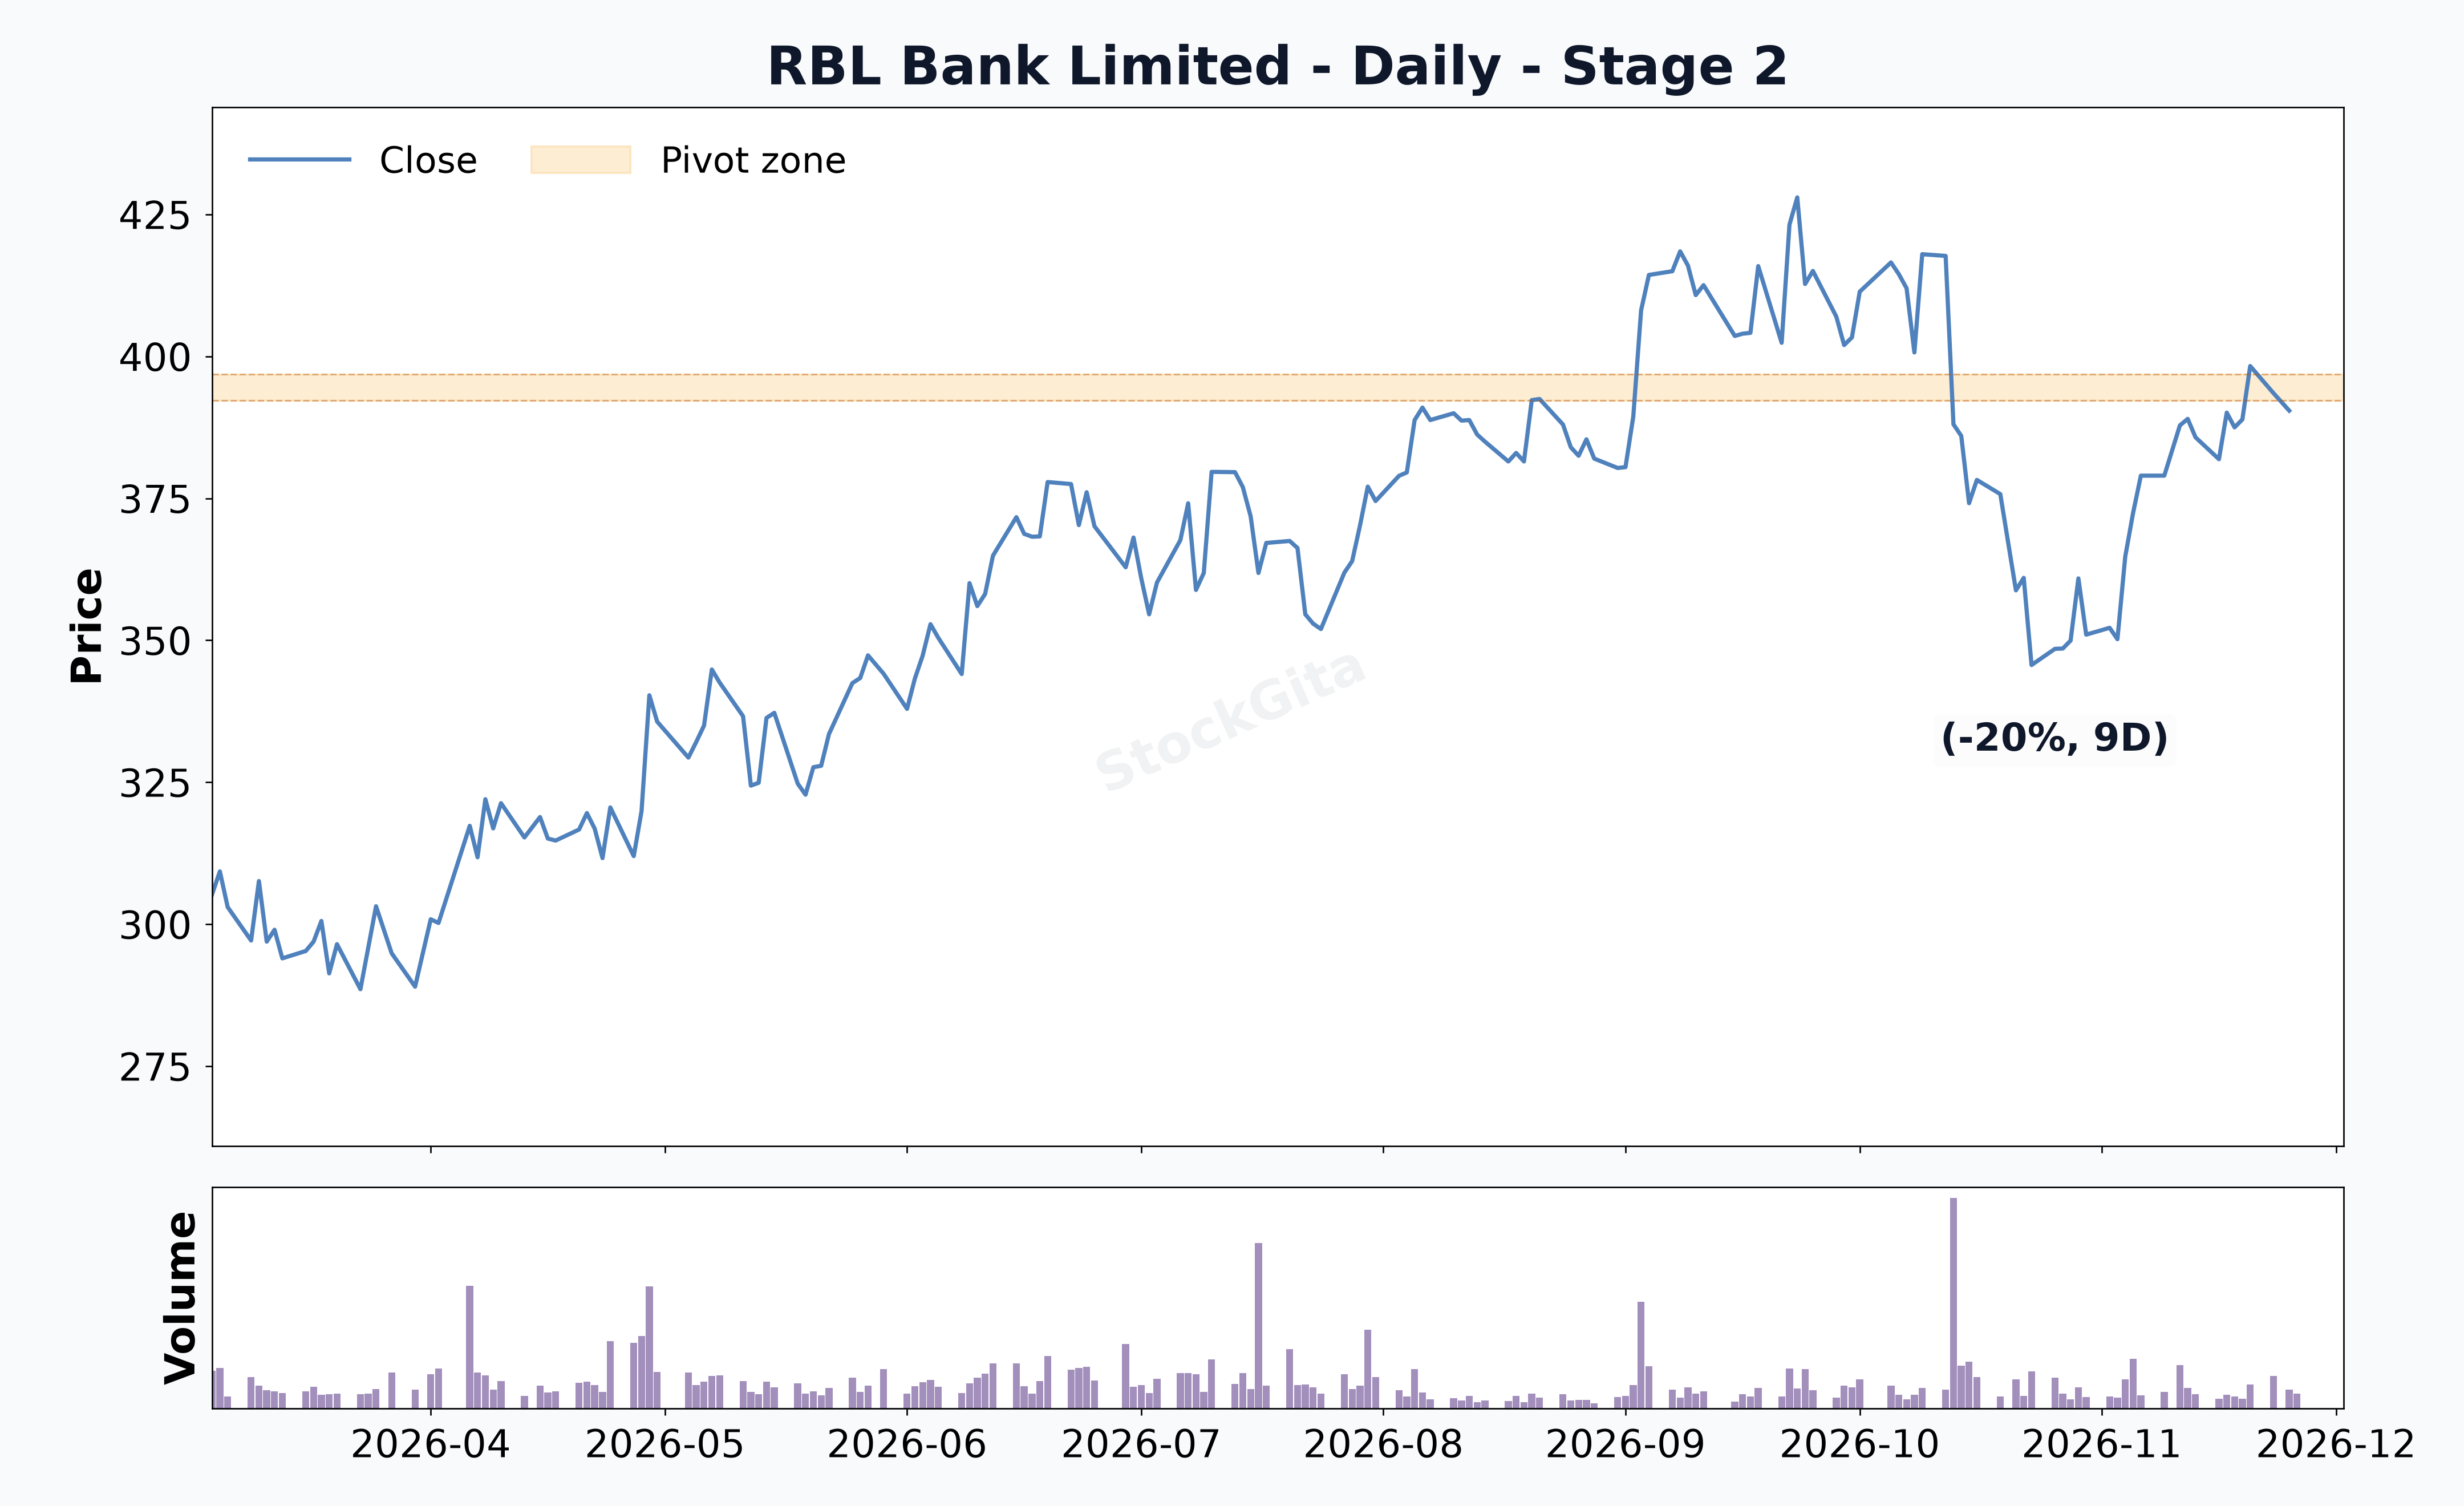 RBL Bank Limited - Daily - Stage 2
Close
Pivot zone
425
400
375
350
325
300
275
Price
StockGita
(-20%, 9D)
Volume
2026-04
2026-05
2026-06
2026-07
2026-08
2026-09
2026-10
2026-11
2026-12